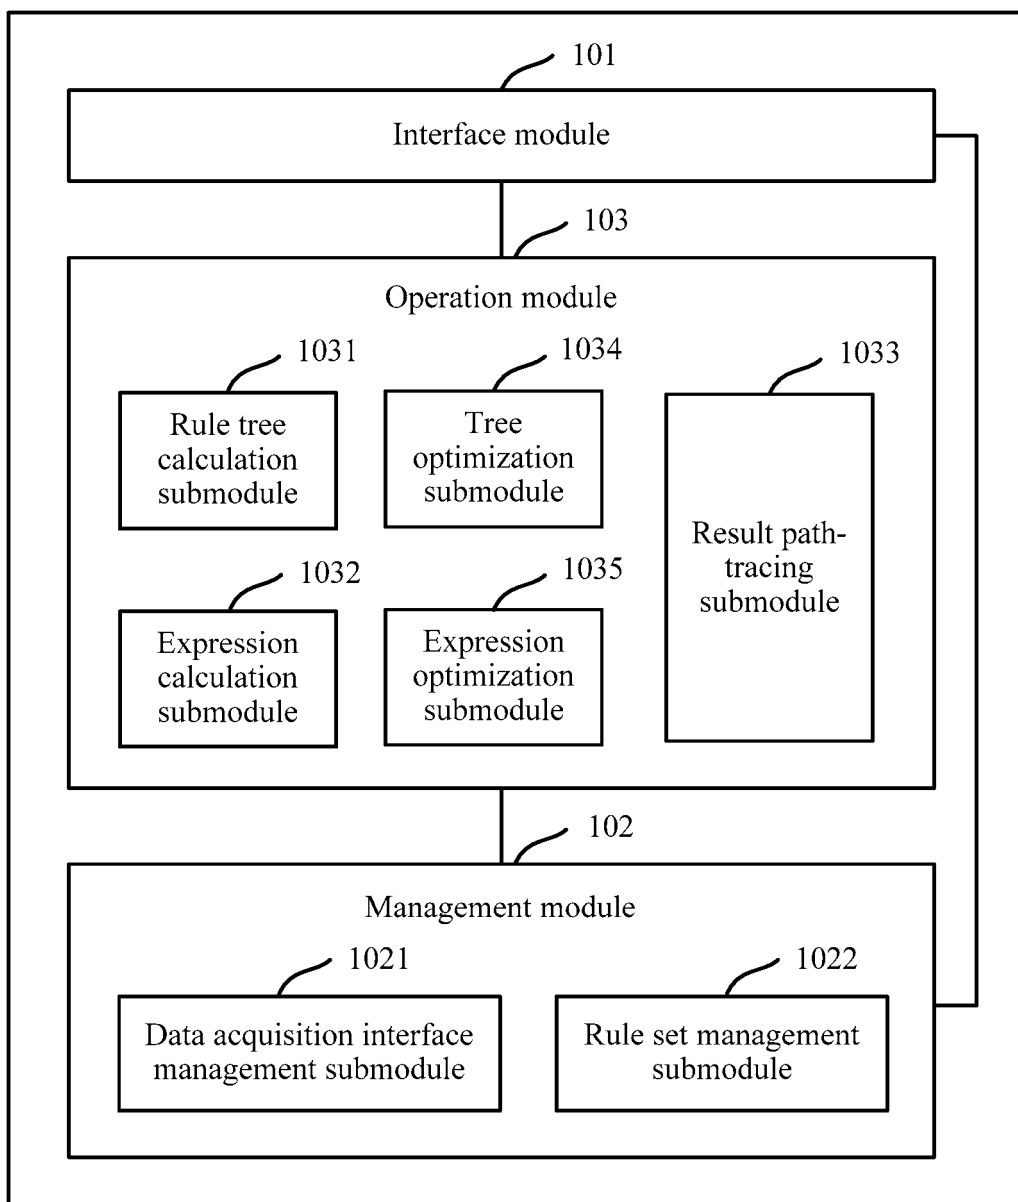 101
Interface module
103
Operation module
1031
1034
1033
Rule tree
calculation
submodule
Tree
optimization
submodule
Result path-
tracing
submodule
1032
1035
Expression
calculation
submodule
Expression
optimization
submodule
102
Management module
1021
1022
Data acquisition interface
management submodule
Rule set management
submodule